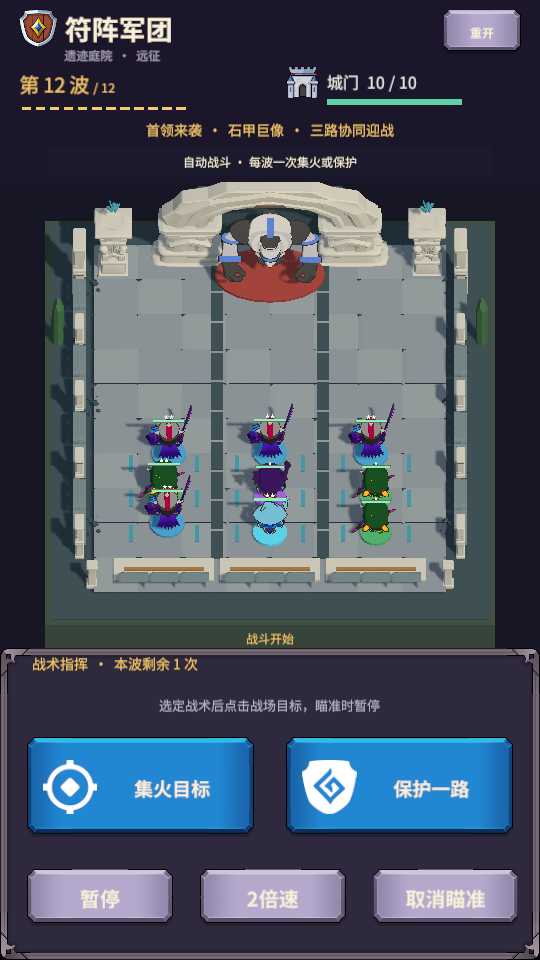 符阵军团
重开
遗迹庭院 · 远征
第 12 波 / 12
城门 10 / 10
首领来袭 · 石甲巨像 · 三路协同迎战
自动战斗 · 每波一次集火或保护
战斗开始
战术指挥 · 本波剩余 1 次
选定战术后点击战场目标，瞄准时暂停
集火目标
保护一路
暂停
2倍速
取消瞄准